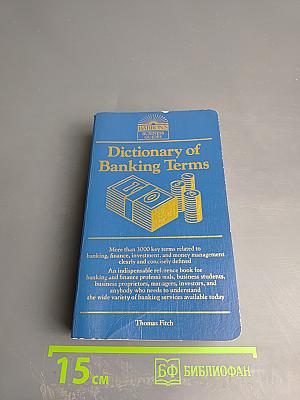 BARRON'S
BUSINESS
GUIDES
Dictionary of
Banking Terms
More than 3000 key terms related to
banking, finance, investment, and money management
clearly and concisely defined
An indispensable reference book for
banking and finance professionals, business students,
business proprietors, managers, investors, and
anybody who needs to understand
the wide variety of banking services available today
Thomas Fitch
15 см
БФ БИБЛИОФАН